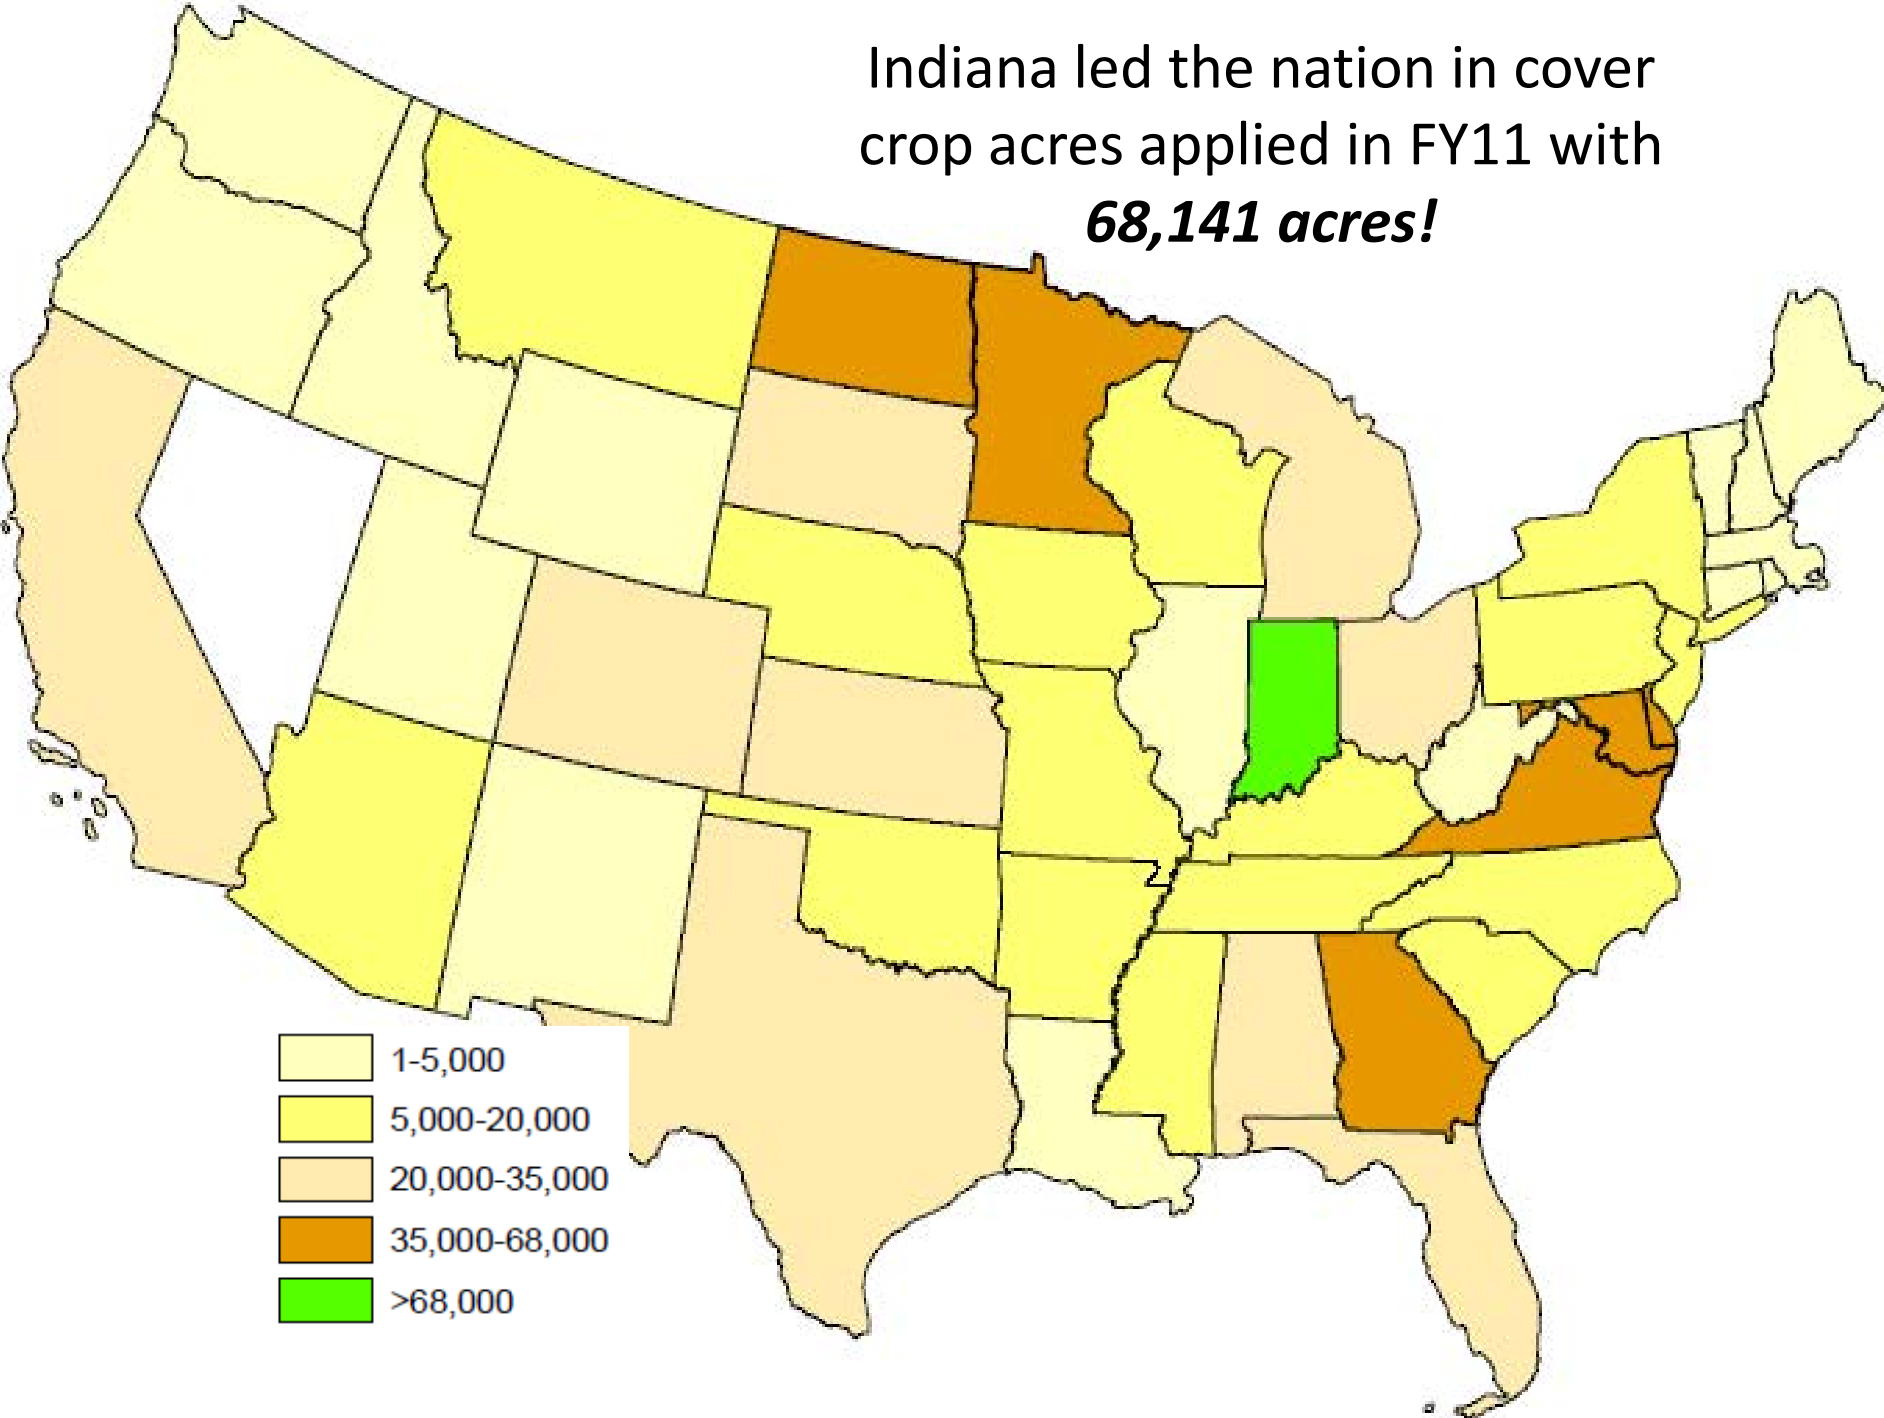 Indiana led the nation in cover
crop acres applied in FY11 with
68,141 acres!
1-5,000
5,000-20,000
20,000-35,000
35,000-68,000
>68,000